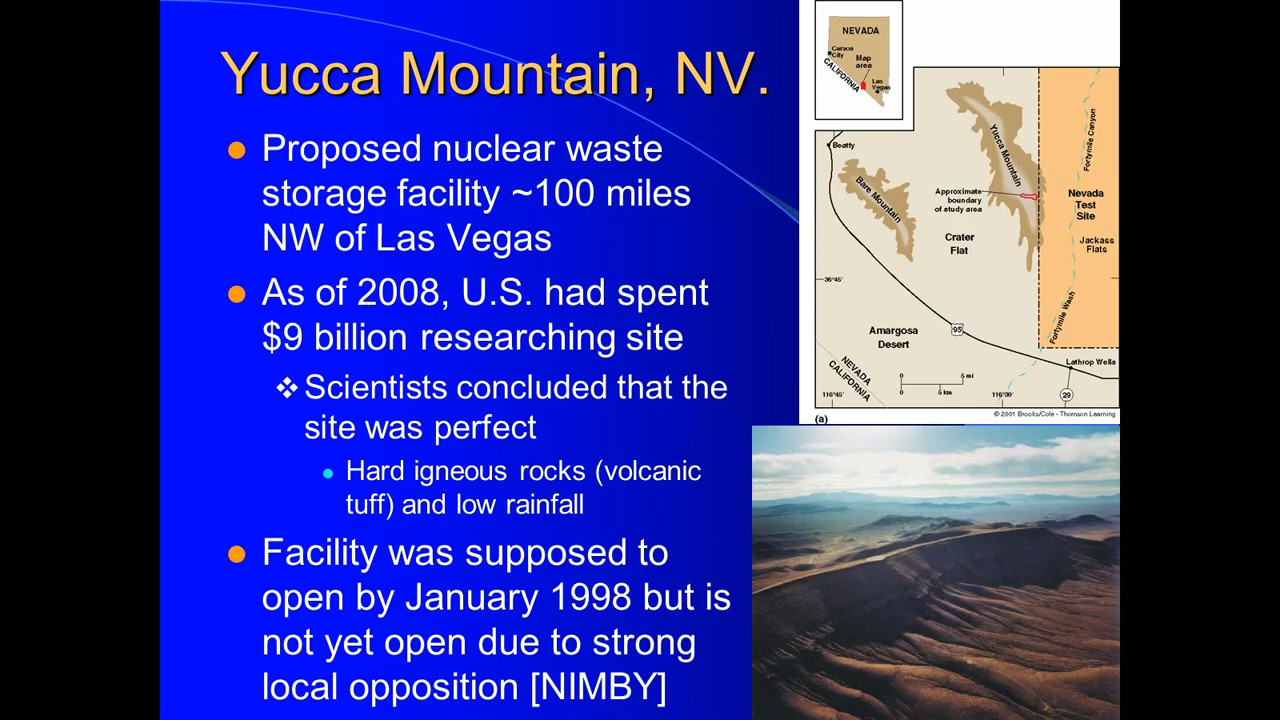 Yucca Mountain, NV.
Proposed nuclear waste
storage facility ~100 miles
NW of Las Vegas
As of 2008, U.S. had spent
$9 billion researching site
Scientists concluded that the
site was perfect
Hard igneous rocks (volcanic
tuff) and low rainfall
Facility was supposed to
open by January 1998 but is
not yet open due to strong
local opposition [NIMBY]
NEVADA
Carson
City
Map
area
CALIFORNIA
Las
Vegas
Beatty
Bare Mountain
Yucca Mountain
Fortymile Canyon
Approximate
boundary
of study area
Nevada
Test
Site
Crater
Flat
Jackass
Flats
36°45'
Fortymile Wash
95
Amargosa
Desert
Lathrop Wells
NEVADA
CALIFORNIA
0 5 mi
0 5 km
29
116°45'
116°30'
© 2001 Brooks/Cole - Thomson Learning
(a)